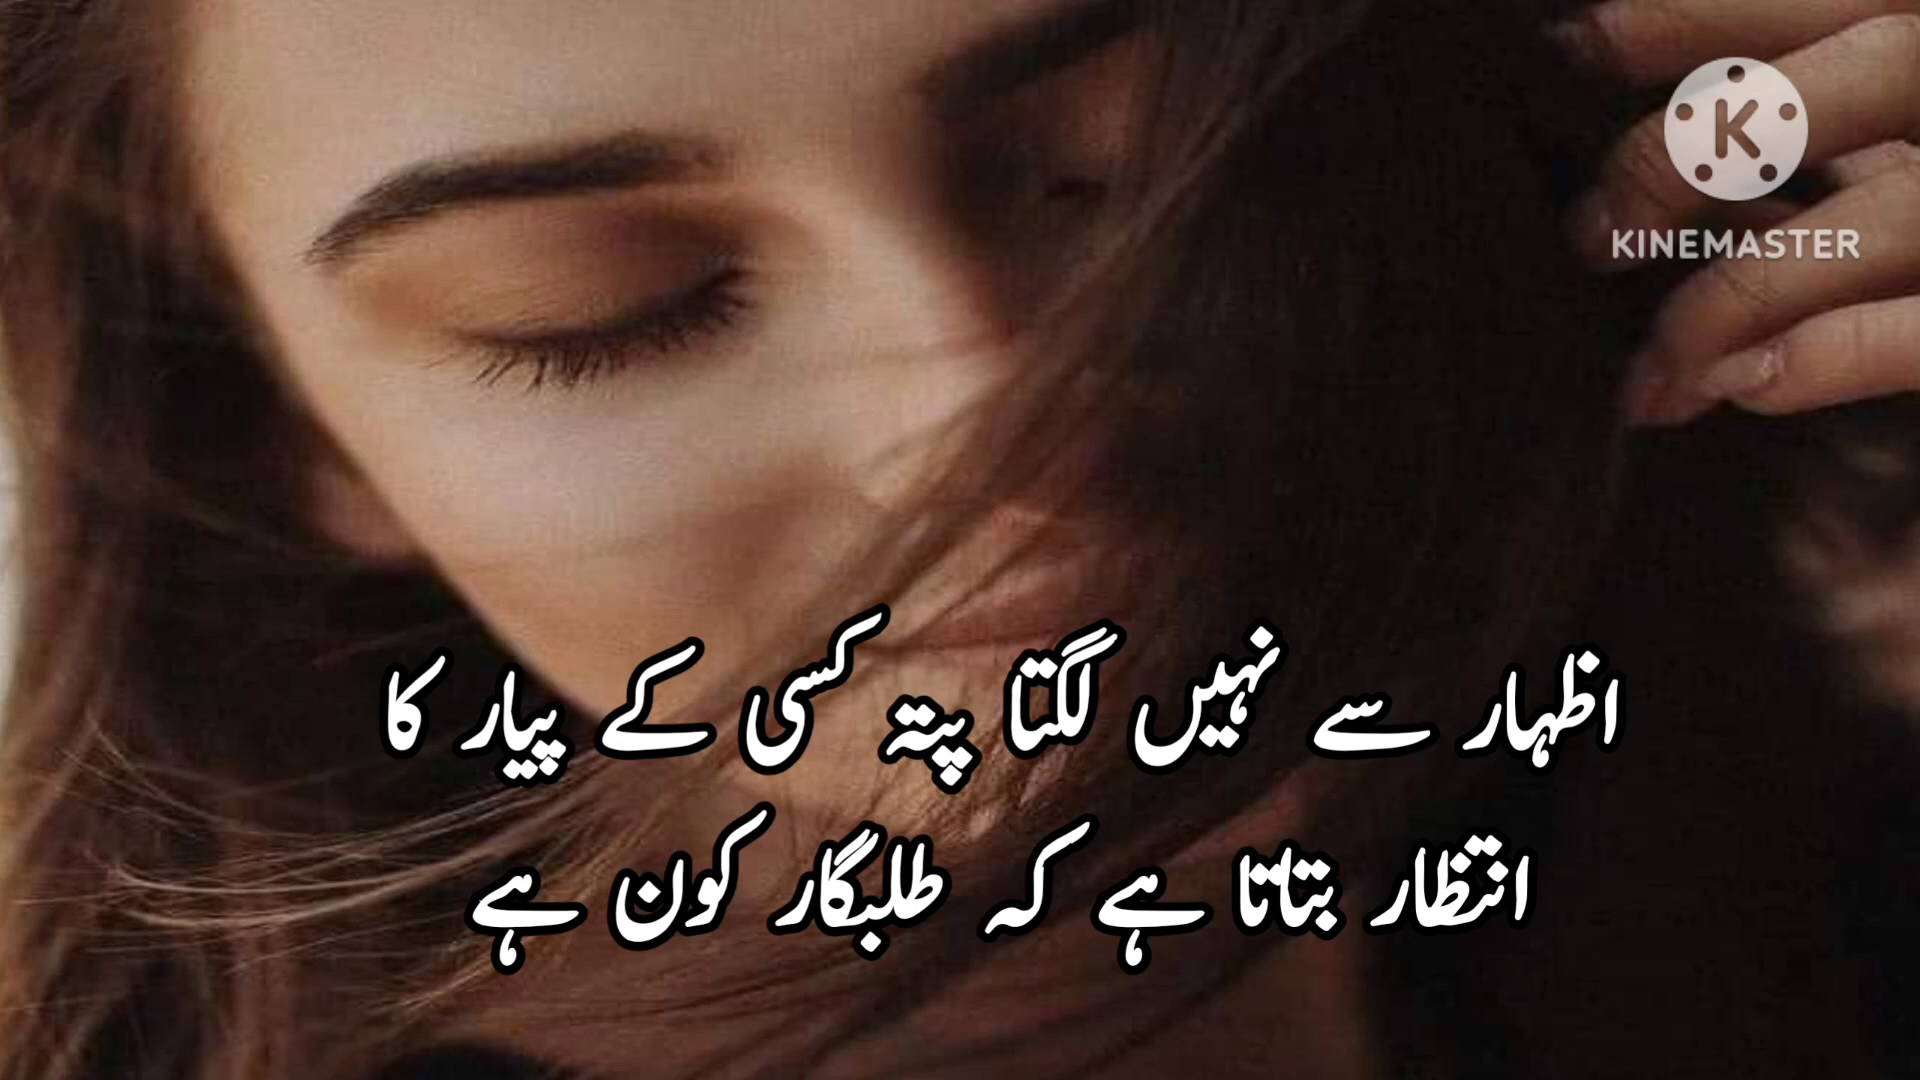 KINEMASTER
اظہار سے نہیں لگتا پتہ کسی کے پیار کا
انتظار بتاتا ہے کہ طلبگار کون ہے